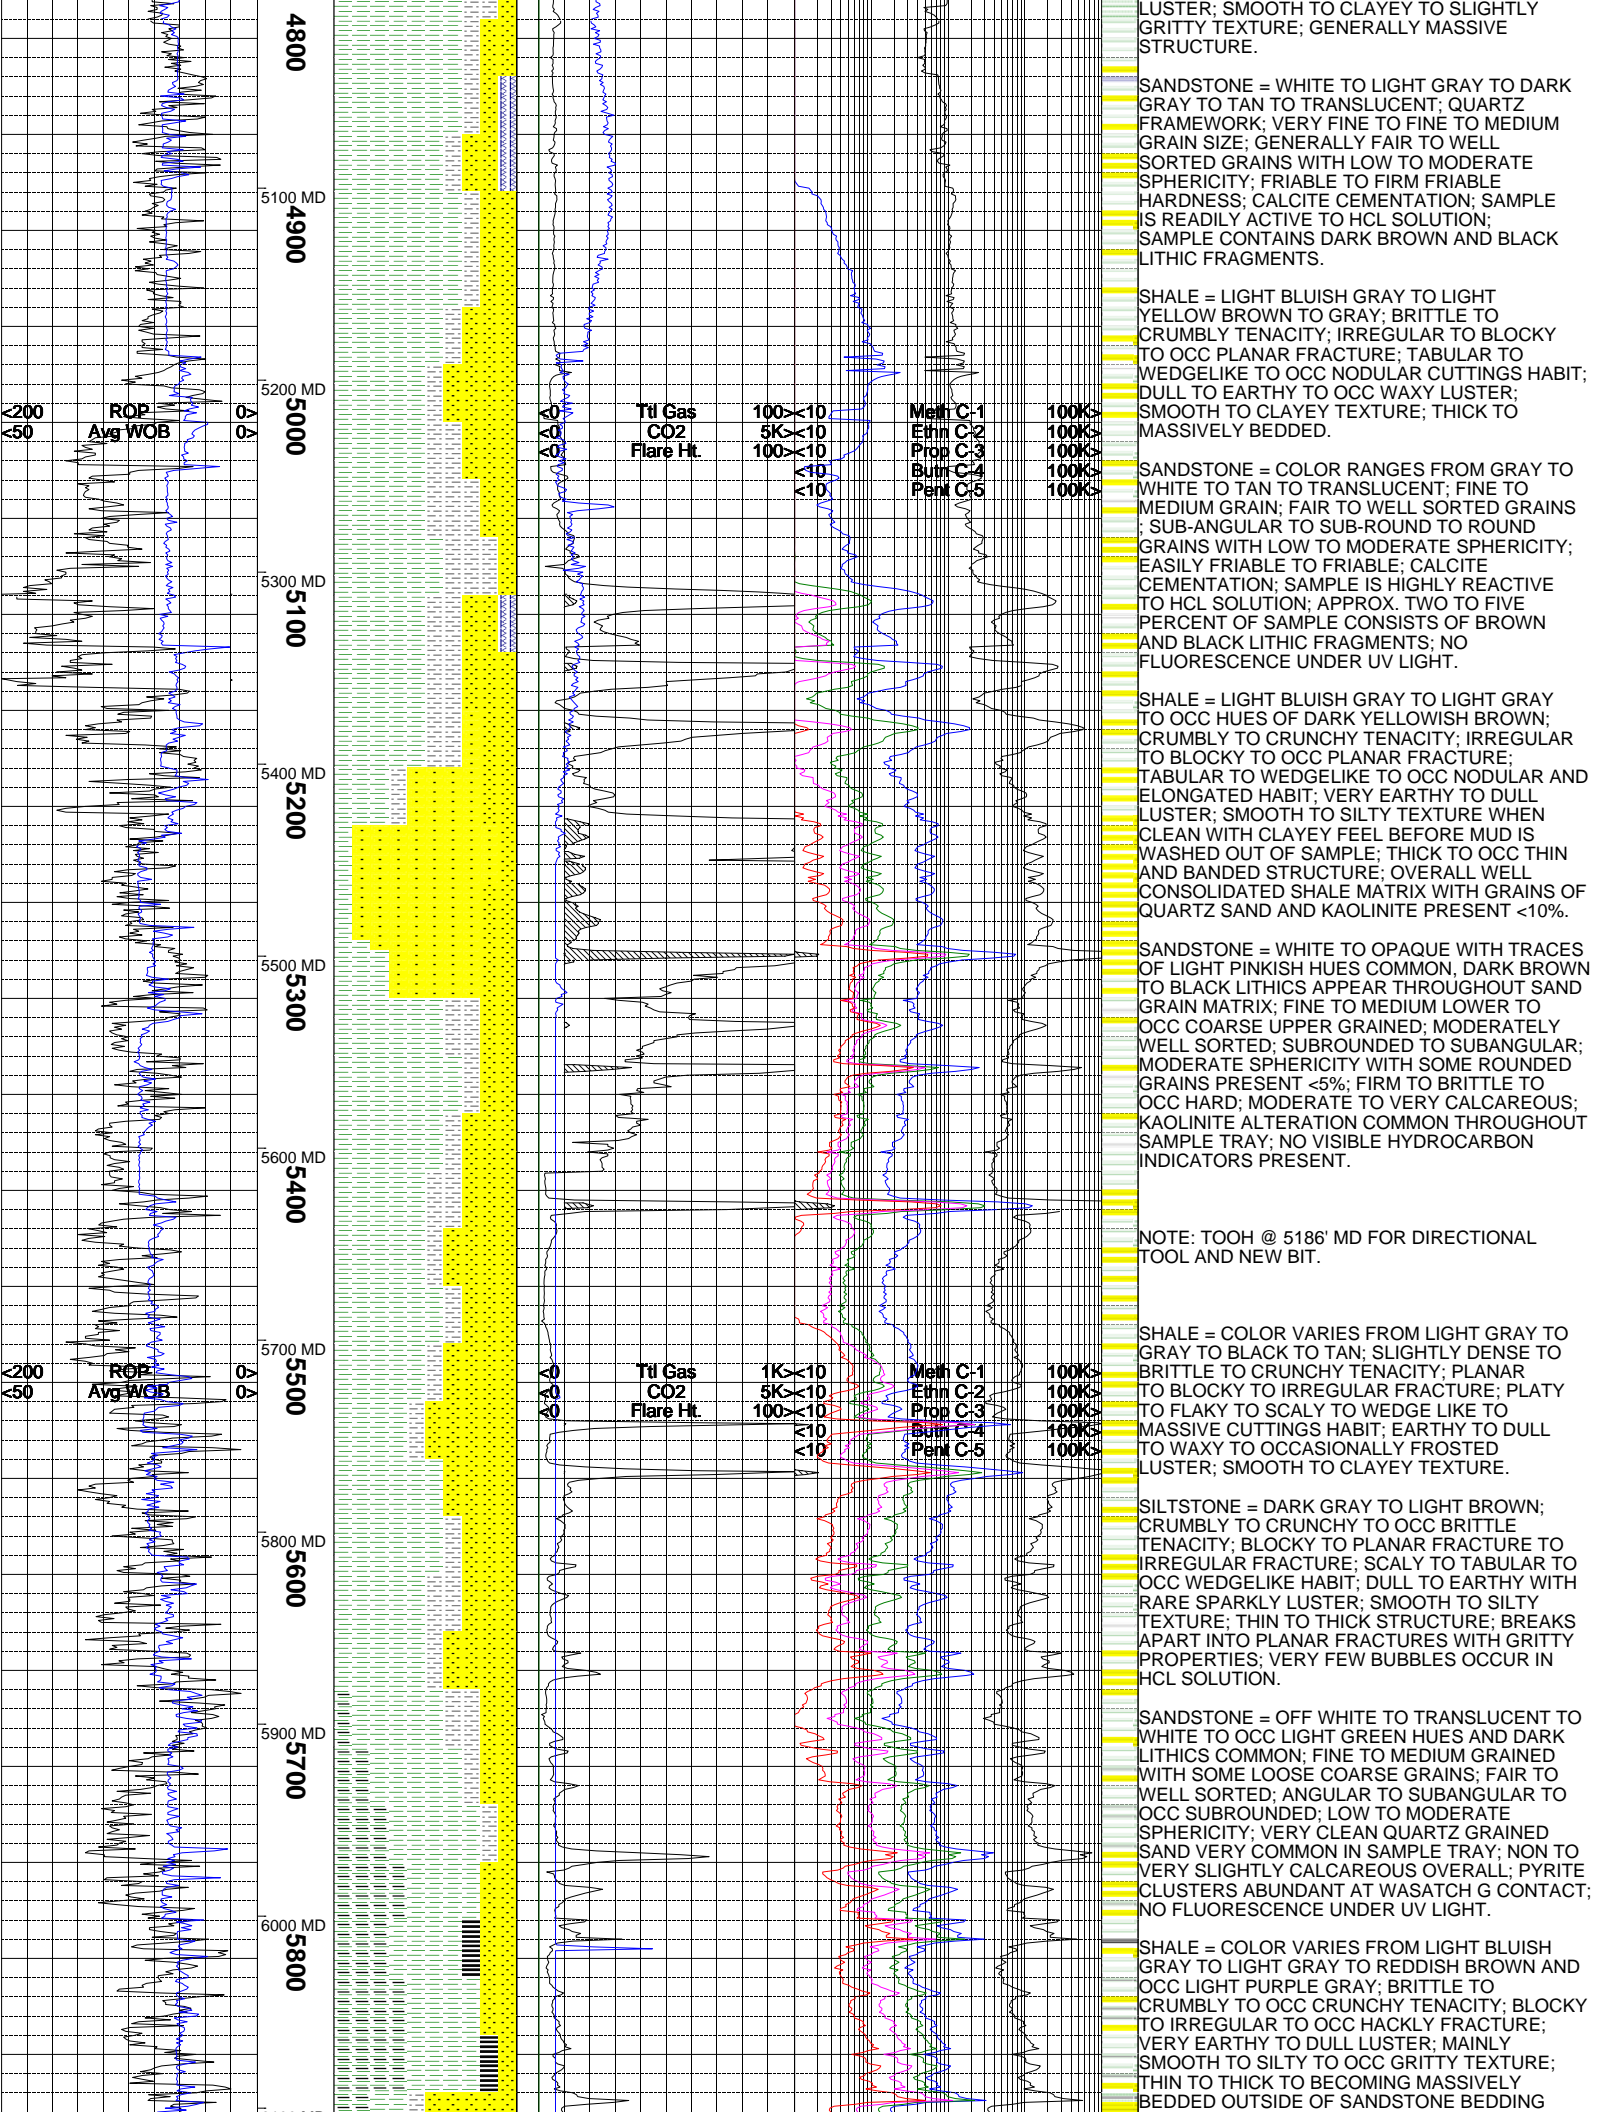 4800
5100 MD
4900
5200 MD
5000
<200 ROP 0>
<50 Avg WOB 0>
<0 Ttl Gas 100>
<0 CO2 5K>
<0 Flare Ht. 100>
<10 Meth C-1 100K>
<10 Ethn C-2 100K>
<10 Prop C-3 100K>
<10 Butn C-4 100K>
<10 Pent C-5 100K>
5300 MD
5100
5400 MD
5200
5500 MD
5300
5600 MD
5400
5700 MD
5500
<200 ROP 0>
<50 Avg WOB 0>
<0 Ttl Gas 1K>
<0 CO2 5K>
<0 Flare Ht. 100>
<10 Meth C-1 100K>
<10 Ethn C-2 100K>
<10 Prop C-3 100K>
<10 Butn C-4 100K>
<10 Pent C-5 100K>
5800 MD
5600
5900 MD
5700
6000 MD
5800
LUSTER; SMOOTH TO CLAYEY TO SLIGHTLY
GRITTY TEXTURE; GENERALLY MASSIVE
STRUCTURE.
SANDSTONE = WHITE TO LIGHT GRAY TO DARK
GRAY TO TAN TO TRANSLUCENT; QUARTZ
FRAMEWORK; VERY FINE TO FINE TO MEDIUM
GRAIN SIZE; GENERALLY FAIR TO WELL
SORTED GRAINS WITH LOW TO MODERATE
SPHERICITY; FRIABLE TO FIRM FRIABLE
HARDNESS; CALCITE CEMENTATION; SAMPLE
IS READILY ACTIVE TO HCL SOLUTION;
SAMPLE CONTAINS DARK BROWN AND BLACK
LITHIC FRAGMENTS.
SHALE = LIGHT BLUISH GRAY TO LIGHT
YELLOW BROWN TO GRAY; BRITTLE TO
CRUMBLY TENACITY; IRREGULAR TO BLOCKY
TO OCC PLANAR FRACTURE; TABULAR TO
WEDGELIKE TO OCC NODULAR CUTTINGS HABIT;
DULL TO EARTHY TO OCC WAXY LUSTER;
SMOOTH TO CLAYEY TEXTURE; THICK TO
MASSIVELY BEDDED.
SANDSTONE = COLOR RANGES FROM GRAY TO
WHITE TO TAN TO TRANSLUCENT; FINE TO
MEDIUM GRAIN; FAIR TO WELL SORTED GRAINS
; SUB-ANGULAR TO SUB-ROUND TO ROUND
GRAINS WITH LOW TO MODERATE SPHERICITY;
EASILY FRIABLE TO FRIABLE; CALCITE
CEMENTATION; SAMPLE IS HIGHLY REACTIVE
TO HCL SOLUTION; APPROX. TWO TO FIVE
PERCENT OF SAMPLE CONSISTS OF BROWN
AND BLACK LITHIC FRAGMENTS; NO
FLUORESCENCE UNDER UV LIGHT.
SHALE = LIGHT BLUISH GRAY TO LIGHT GRAY
TO OCC HUES OF DARK YELLOWISH BROWN;
CRUMBLY TO CRUNCHY TENACITY; IRREGULAR
TO BLOCKY TO OCC PLANAR FRACTURE;
TABULAR TO WEDGELIKE TO OCC NODULAR AND
ELONGATED HABIT; VERY EARTHY TO DULL
LUSTER; SMOOTH TO SILTY TEXTURE WHEN
CLEAN WITH CLAYEY FEEL BEFORE MUD IS
WASHED OUT OF SAMPLE; THICK TO OCC THIN
AND BANDED STRUCTURE; OVERALL WELL
CONSOLIDATED SHALE MATRIX WITH GRAINS OF
QUARTZ SAND AND KAOLINITE PRESENT <10%.
SANDSTONE = WHITE TO OPAQUE WITH TRACES
OF LIGHT PINKISH HUES COMMON, DARK BROWN
TO BLACK LITHICS APPEAR THROUGHOUT SAND
GRAIN MATRIX; FINE TO MEDIUM LOWER TO
OCC COARSE UPPER GRAINED; MODERATELY
WELL SORTED; SUBROUNDED TO SUBANGULAR;
MODERATE SPHERICITY WITH SOME ROUNDED
GRAINS PRESENT <5%; FIRM TO BRITTLE TO
OCC HARD; MODERATE TO VERY CALCAREOUS;
KAOLINITE ALTERATION COMMON THROUGHOUT
SAMPLE TRAY; NO VISIBLE HYDROCARBON
INDICATORS PRESENT.
NOTE: TOOH @ 5186' MD FOR DIRECTIONAL
TOOL AND NEW BIT.
SHALE = COLOR VARIES FROM LIGHT GRAY TO
GRAY TO BLACK TO TAN; SLIGHTLY DENSE TO
BRITTLE TO CRUNCHY TENACITY; PLANAR
TO BLOCKY TO IRREGULAR FRACTURE; PLATY
TO FLAKY TO SCALY TO WEDGE LIKE TO
MASSIVE CUTTINGS HABIT; EARTHY TO DULL
TO WAXY TO OCCASIONALLY FROSTED
LUSTER; SMOOTH TO CLAYEY TEXTURE.
SILTSTONE = DARK GRAY TO LIGHT BROWN;
CRUMBLY TO CRUNCHY TO OCC BRITTLE
TENACITY; BLOCKY TO PLANAR FRACTURE TO
IRREGULAR FRACTURE; SCALY TO TABULAR TO
OCC WEDGELIKE HABIT; DULL TO EARTHY WITH
RARE SPARKLY LUSTER; SMOOTH TO SILTY
TEXTURE; THIN TO THICK STRUCTURE; BREAKS
APART INTO PLANAR FRACTURES WITH GRITTY
PROPERTIES; VERY FEW BUBBLES OCCUR IN
HCL SOLUTION.
SANDSTONE = OFF WHITE TO TRANSLUCENT TO
WHITE TO OCC LIGHT GREEN HUES AND DARK
LITHICS COMMON; FINE TO MEDIUM GRAINED
WITH SOME LOOSE COARSE GRAINS; FAIR TO
WELL SORTED; ANGULAR TO SUBANGULAR TO
OCC SUBROUNDED; LOW TO MODERATE
SPHERICITY; VERY CLEAN QUARTZ GRAINED
SAND VERY COMMON IN SAMPLE TRAY; NON TO
VERY SLIGHTLY CALCAREOUS OVERALL; PYRITE
CLUSTERS ABUNDANT AT WASATCH G CONTACT;
NO FLUORESCENCE UNDER UV LIGHT.
SHALE = COLOR VARIES FROM LIGHT BLUISH
GRAY TO LIGHT GRAY TO REDDISH BROWN AND
OCC LIGHT PURPLE GRAY; BRITTLE TO
CRUMBLY TO OCC CRUNCHY TENACITY; BLOCKY
TO IRREGULAR TO OCC HACKLY FRACTURE;
VERY EARTHY TO DULL LUSTER; MAINLY
SMOOTH TO SILTY TO OCC GRITTY TEXTURE;
THIN TO THICK TO BECOMING MASSIVELY
BEDDED OUTSIDE OF SANDSTONE BEDDING